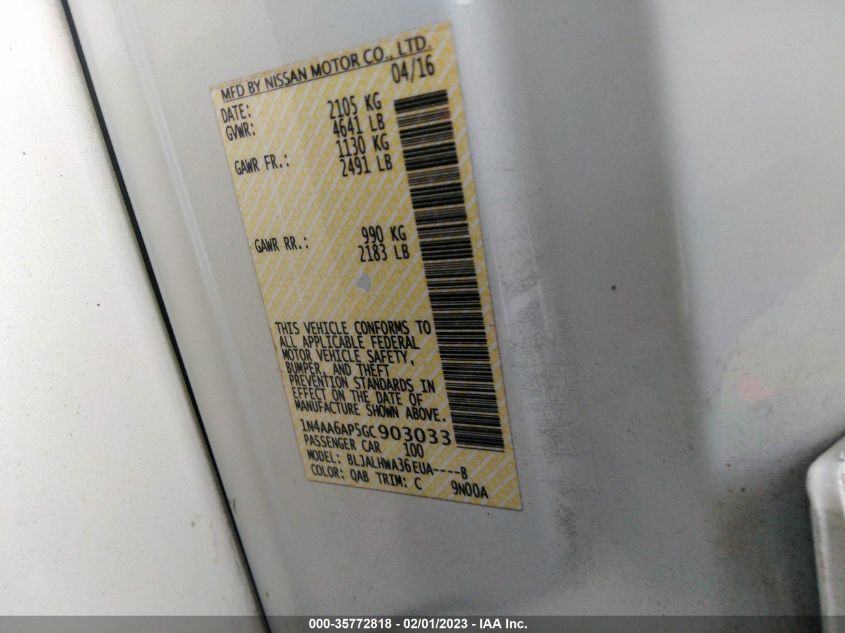 MFD BY NISSAN MOTOR CO., LTD.
DATE: 04/16
GVWR: 2105 KG
4641 LB
GAWR FR.: 1130 KG
2491 LB
GAWR RR.: 990 KG
2183 LB
THIS VEHICLE CONFORMS TO
ALL APPLICABLE FEDERAL
MOTOR VEHICLE SAFETY,
BUMPER, AND THEFT
PREVENTION STANDARDS IN
EFFECT ON THE DATE OF
MANUFACTURE SHOWN ABOVE.
1N4AA6AP5GC903033
PASSENGER CAR 100
MODEL: BLJALHWA36EUA----B
COLOR: QAB TRIM: C 9N00A
000-35772818 - 02/01/2023 - IAA Inc.